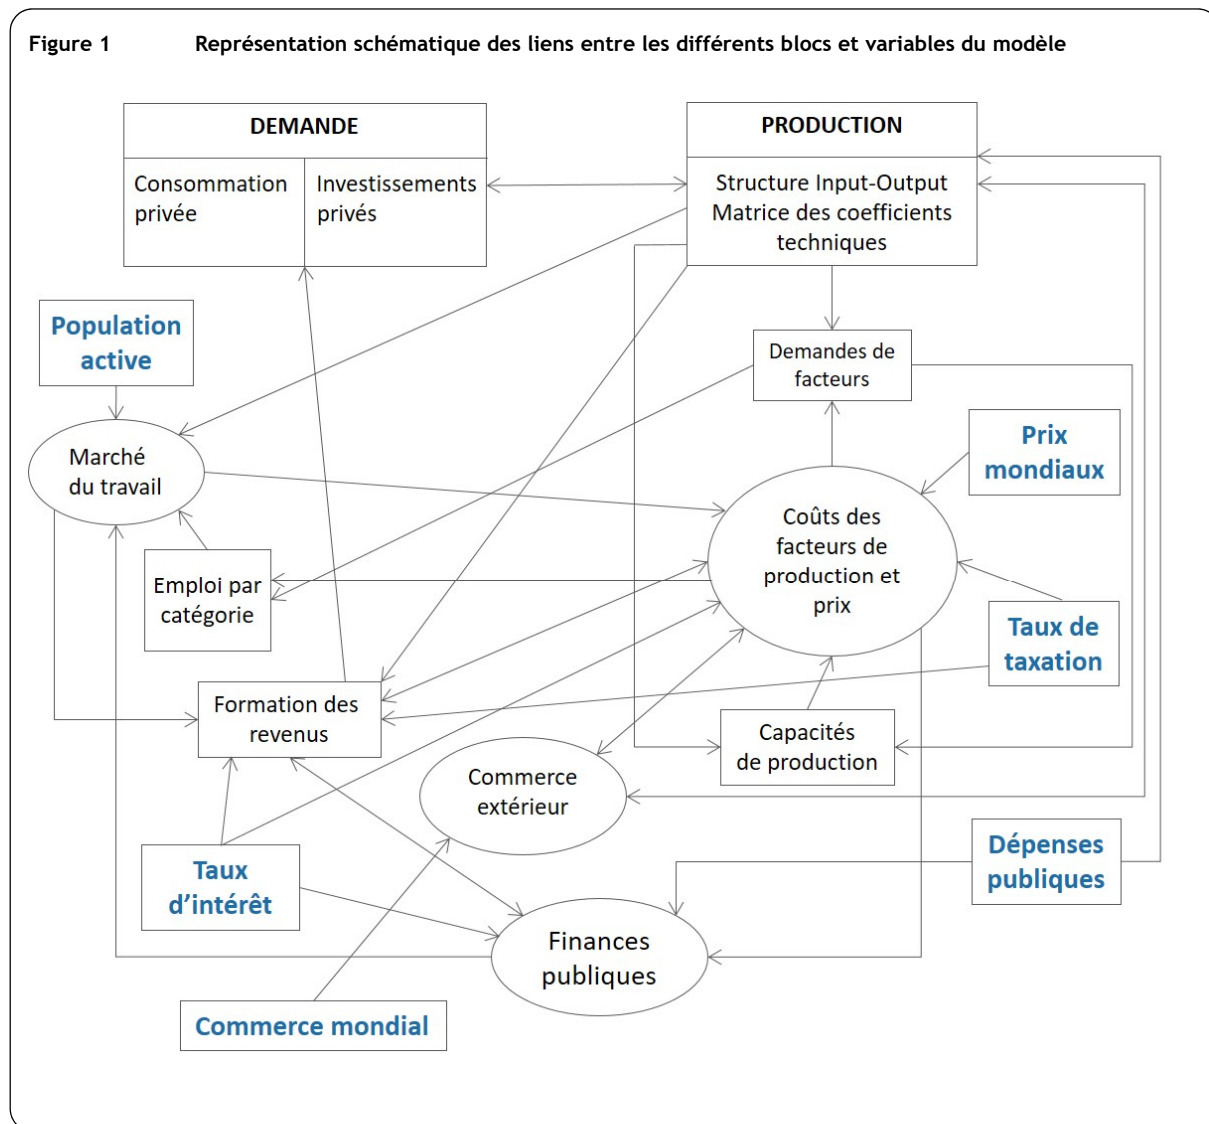 Figure 1 Représentation schématique des liens entre les différents blocs et variables du modèle
DEMANDE
Consommation
privée
Investissements
privés
PRODUCTION
Structure Input-Output
Matrice des coefficients
techniques
Population
active
Demandes de
facteurs
Prix
mondiaux
Marché
du travail
Coûts des
facteurs de
production et
prix
Emploi par
catégorie
Taux de
taxation
Formation des
revenus
Capacités
de production
Commerce
extérieur
Taux
d'intérêt
Dépenses
publiques
Finances
publiques
Commerce mondial